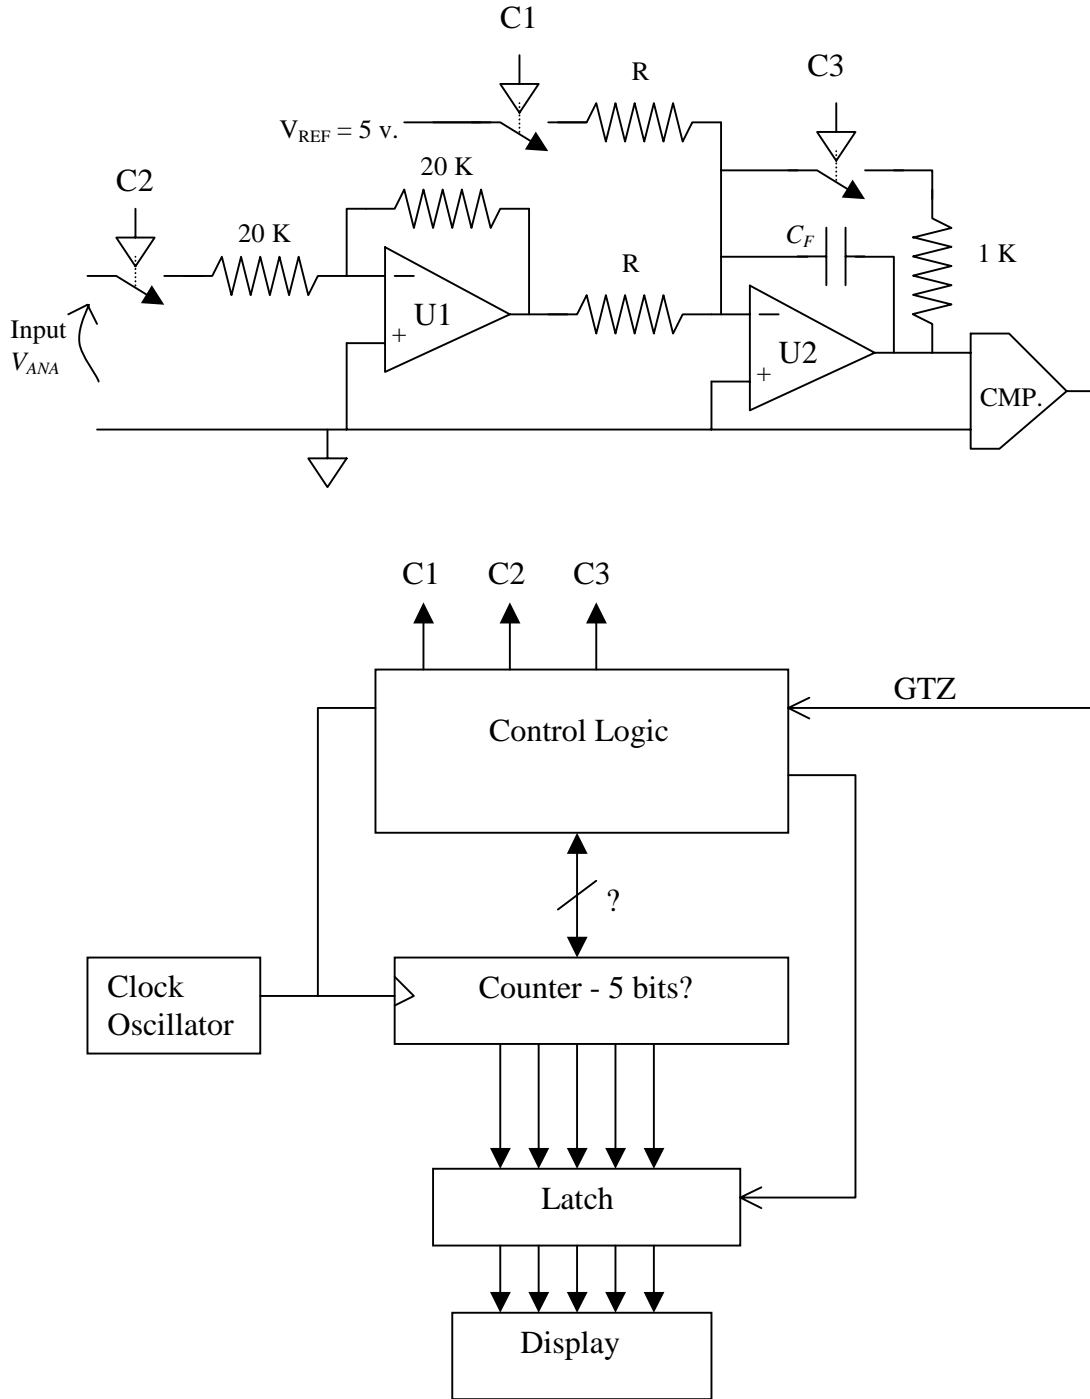 C1
R
C3
V_REF = 5 v.
C2
20 K
20 K
C_F
1 K
R
−
U1
+
−
U2
+
Input
V_ANA
CMP.
C1 C2 C3
GTZ
Control Logic
?
Clock
Oscillator
Counter - 5 bits?
Latch
Display